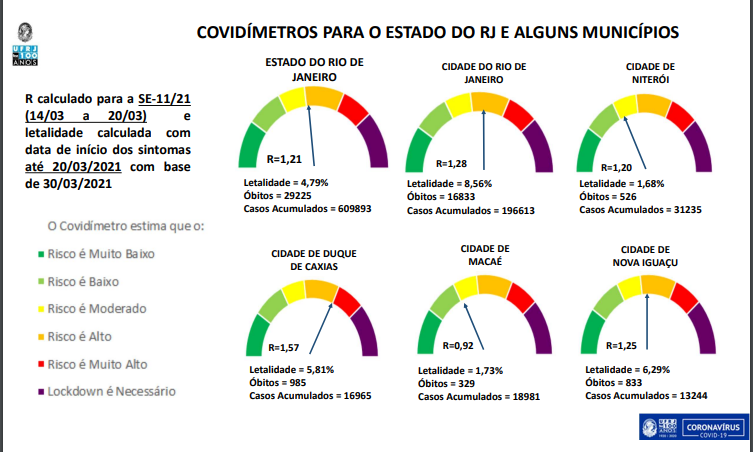 COVIDÍMETROS PARA O ESTADO DO RJ E ALGUNS MUNICÍPIOS
UFRJ
100
ANOS
R calculado para a SE-11/21
(14/03 a 20/03) e
letalidade calculada com
data de início dos sintomas
até 20/03/2021 com base
de 30/03/2021
O Covidímetro estima que o:
Risco é Muito Baixo
Risco é Baixo
Risco é Moderado
Risco é Alto
Risco é Muito Alto
Lockdown é Necessário
ESTADO DO RIO DE
JANEIRO
R=1,21
Letalidade = 4,79%
Óbitos = 29225
Casos Acumulados = 609893
CIDADE DO RIO DE
JANEIRO
R=1,28
Letalidade = 8,56%
Óbitos = 16833
Casos Acumulados = 196613
CIDADE DE
NITERÓI
R=1,20
Letalidade = 1,68%
Óbitos = 526
Casos Acumulados = 31235
CIDADE DE DUQUE
DE CAXIAS
R=1,57
Letalidade = 5,81%
Óbitos = 985
Casos Acumulados = 16965
CIDADE DE
MACAÉ
R=0,92
Letalidade = 1,73%
Óbitos = 329
Casos Acumulados = 18981
CIDADE DE
NOVA IGUAÇU
R=1,25
Letalidade = 6,29%
Óbitos = 833
Casos Acumulados = 13244
UFRJ
100
ANOS
CORONAVÍRUS
COVID-19